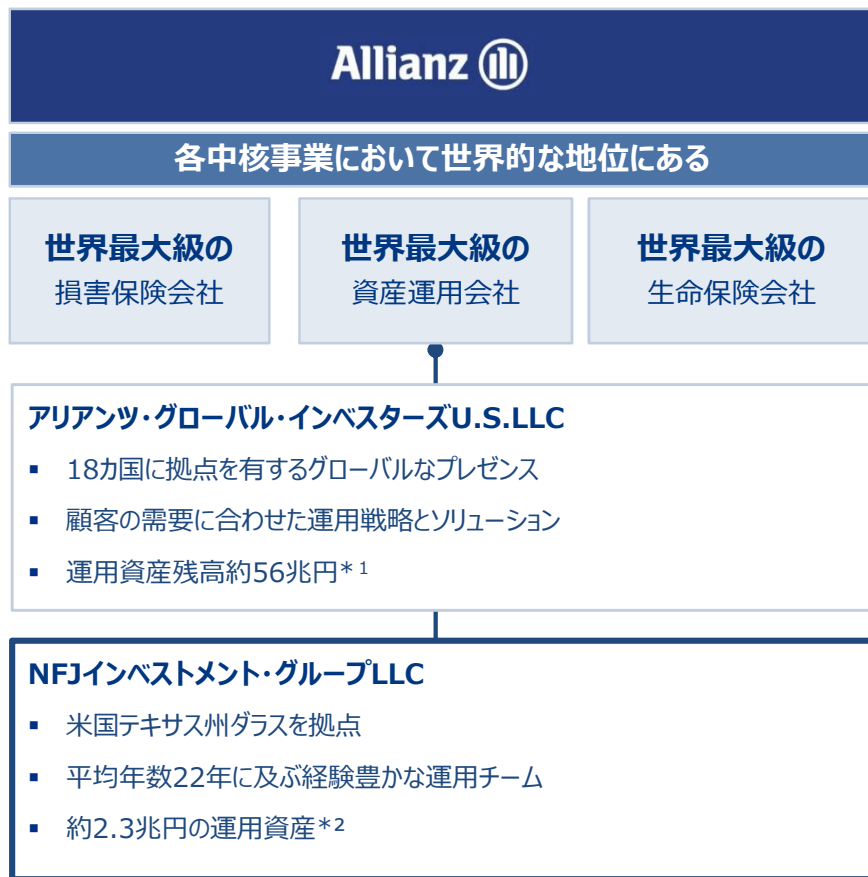 Allianz
各中核事業において世界的な地位にある
世界最大級の
損害保険会社
世界最大級の
資産運用会社
世界最大級の
生命保険会社
アリアンツ・グローバル・インベスターズU.S.LLC
▪ 18カ国に拠点を有するグローバルなプレゼンス
▪ 顧客の需要に合わせた運用戦略とソリューション
▪ 運用資産残高約56兆円*1
NFJインベストメント・グループLLC
▪ 米国テキサス州ダラスを拠点
▪ 平均年数22年に及ぶ経験豊かな運用チーム
▪ 約2.3兆円の運用資産*2